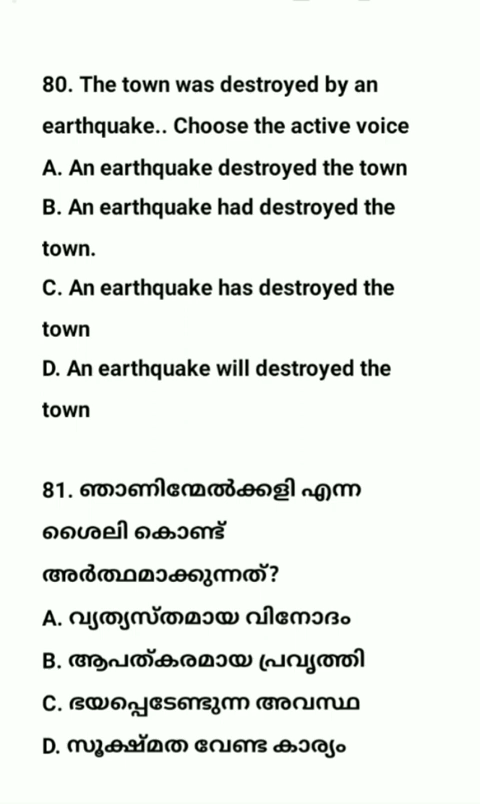 80. The town was destroyed by an
earthquake.. Choose the active voice
A. An earthquake destroyed the town
B. An earthquake had destroyed the
town.
C. An earthquake has destroyed the
town
D. An earthquake will destroyed the
town
81. ഞാണിന്മേൽക്കളി എന്ന
ശൈലി കൊണ്ട്
അർത്ഥമാക്കുന്നത്?
A. വ്യത്യസ്തമായ വിനോദം
B. ആപത്കരമായ പ്രവൃത്തി
C. ഭയപ്പെടേണ്ടുന്ന അവസ്ഥ
D. സൂക്ഷ്മത വേണ്ട കാര്യം